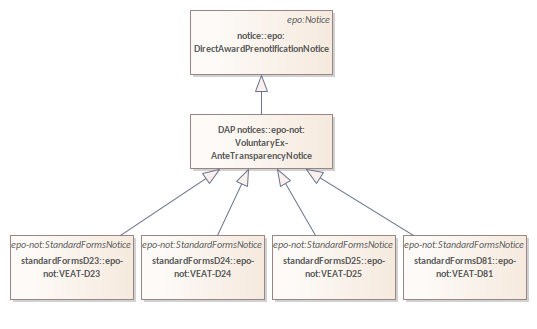 epo:Notice
notice::epo:
DirectAwardPrenotificationNotice
DAP notices::epo-not:
VoluntaryEx-
AnteTransparencyNotice
epo-not:StandardFormsNotice
standardFormsD23::epo-
not:VEAT-D23
epo-not:StandardFormsNotice
standardFormsD24::epo-
not:VEAT-D24
epo-not:StandardFormsNotice
standardFormsD25::epo-
not:VEAT-D25
epo-not:StandardFormsNotice
standardFormsD81::epo-
not:VEAT-D81